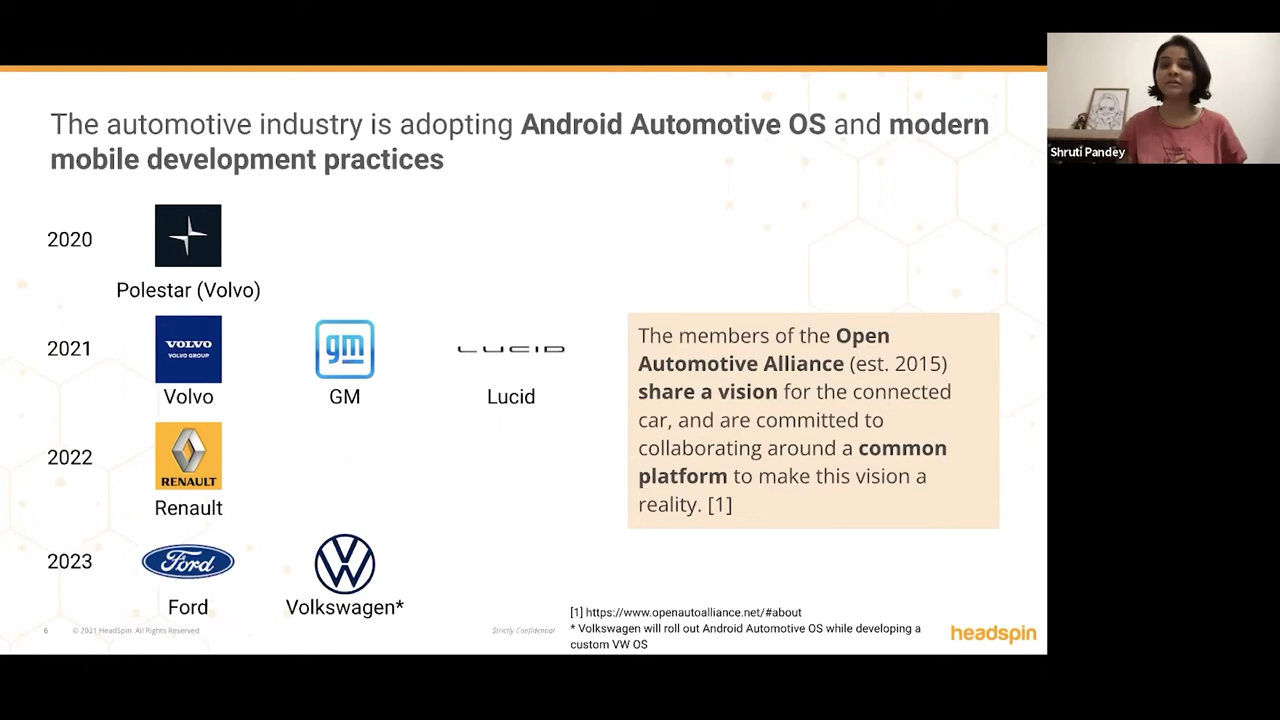 The automotive industry is adopting Android Automotive OS and modern
mobile development practices
Shruti Pandey
2020
Polestar (Volvo)
2021
VOLVO
VOLVO GROUP
Volvo
gm
GM
LUCID
Lucid
2022
RENAULT
Renault
2023
Ford
Ford
Volkswagen*
The members of the Open
Automotive Alliance (est. 2015)
share a vision for the connected
car, and are committed to
collaborating around a common
platform to make this vision a
reality. [1]
[1] https://www.openautoalliance.net/#about
* Volkswagen will roll out Android Automotive OS while developing a
custom VW OS
6
© 2021 HeadSpin. All Rights Reserved
Strictly Confidential
headspin